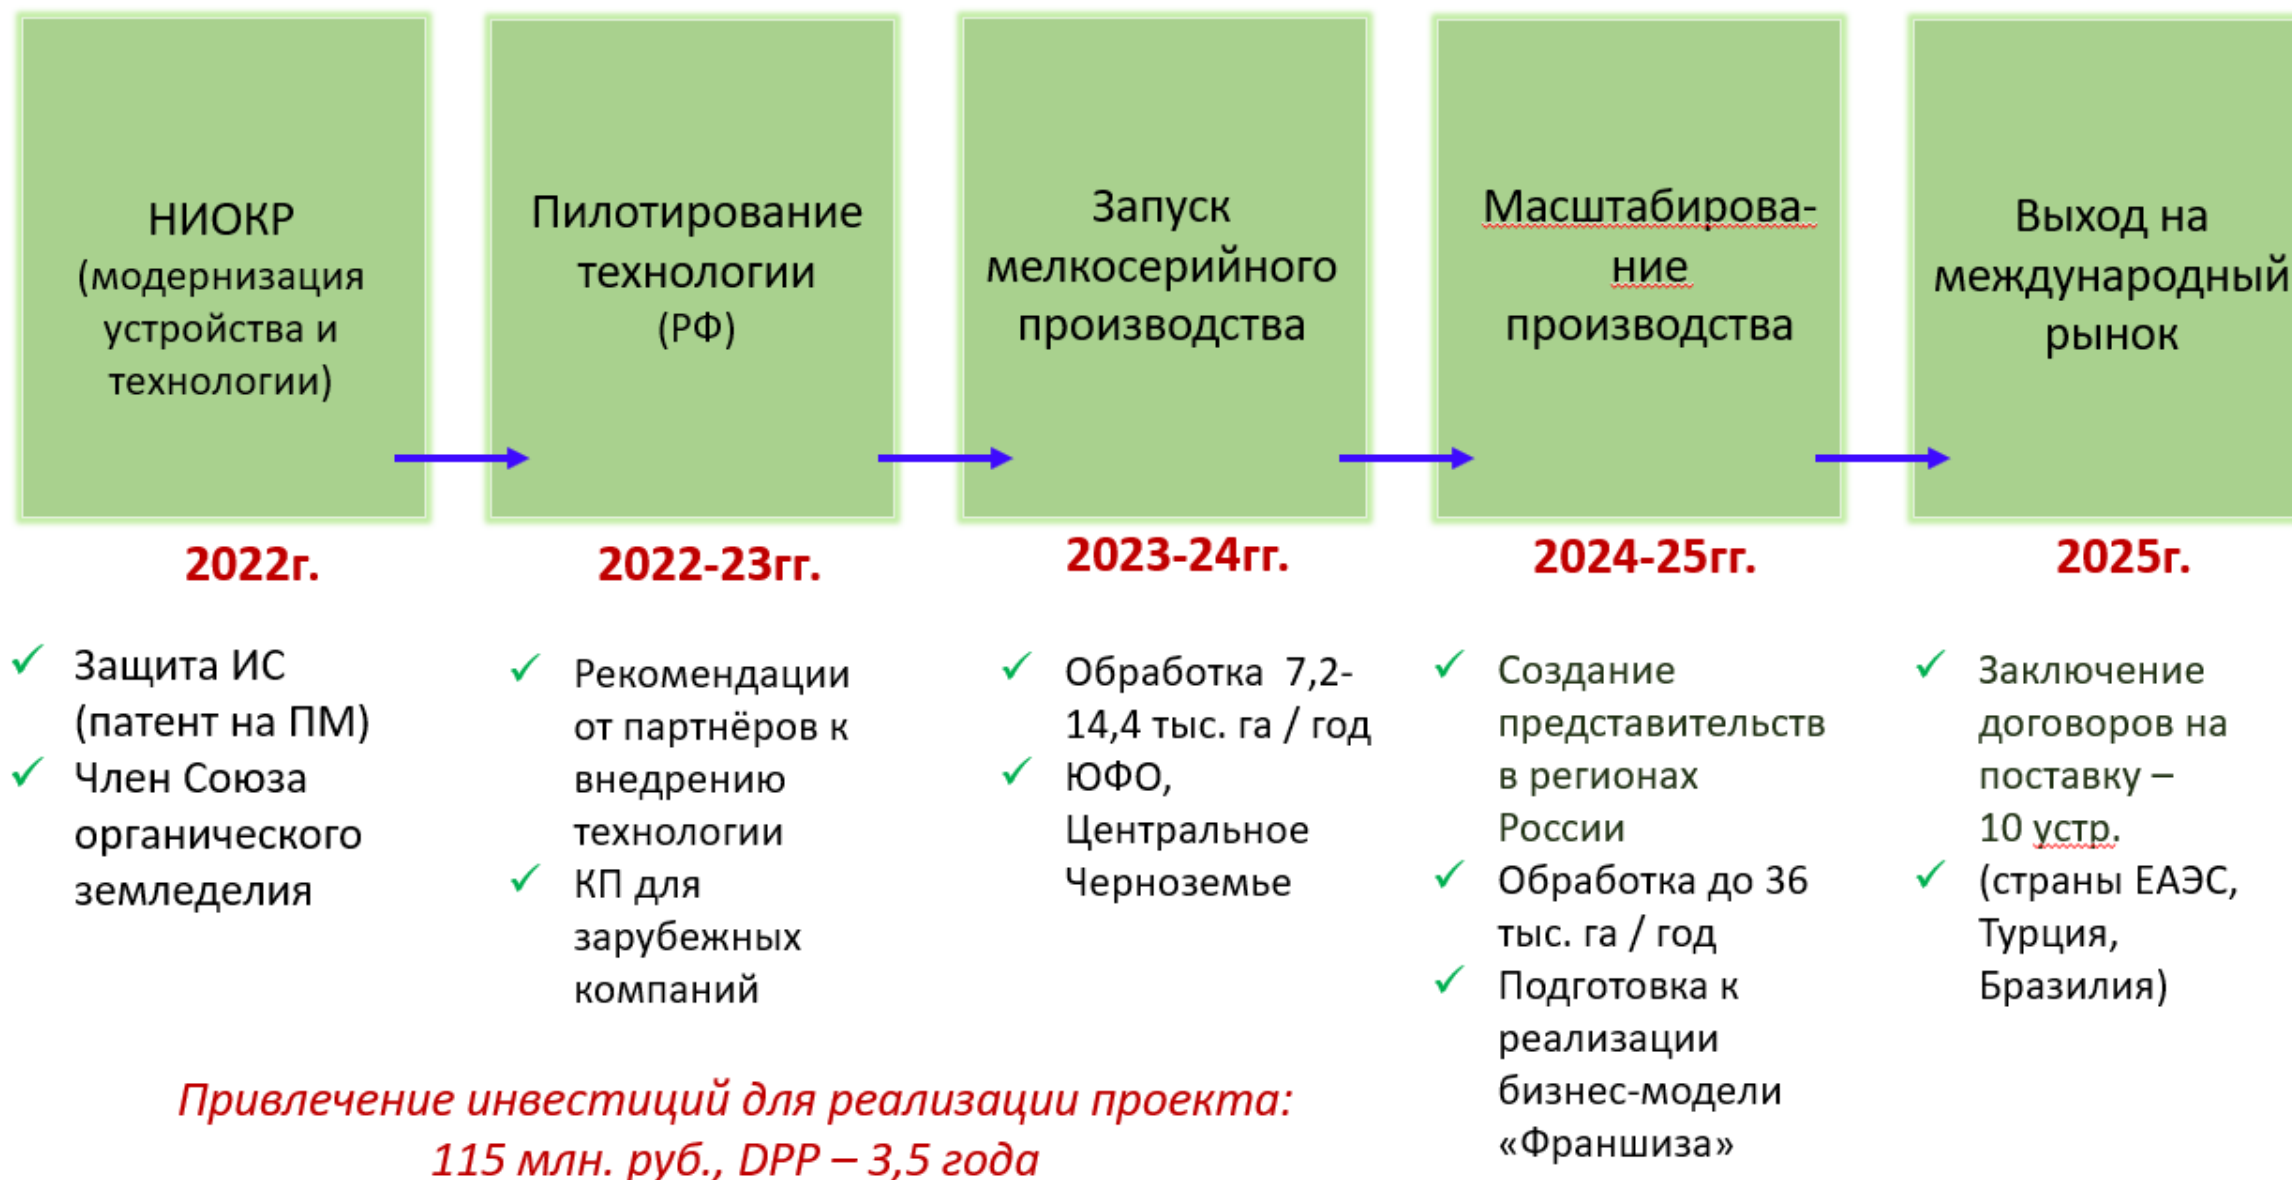 НИОКР
(модернизация
устройства и
технологии)
Пилотирование
технологии
(РФ)
Запуск
мелкосерийного
производства
Масштабирова-
ние
производства
Выход на
международный
рынок
2022г.
2022-23гг.
2023-24гг.
2024-25гг.
2025г.
Защита ИС
(патент на ПМ)
Член Союза
органического
земледелия
Рекомендации
от партнёров к
внедрению
технологии
КП для
зарубежных
компаний
Обработка 7,2-
14,4 тыс. га / год
ЮФО,
Центральное
Черноземье
Создание
представительств
в регионах
России
Обработка до 36
тыс. га / год
Подготовка к
реализации
бизнес-модели
«Франшиза»
Заключение
договоров на
поставку –
10 устр.
(страны ЕАЭС,
Турция,
Бразилия)
Привлечение инвестиций для реализации проекта:
115 млн. руб., DPP – 3,5 года